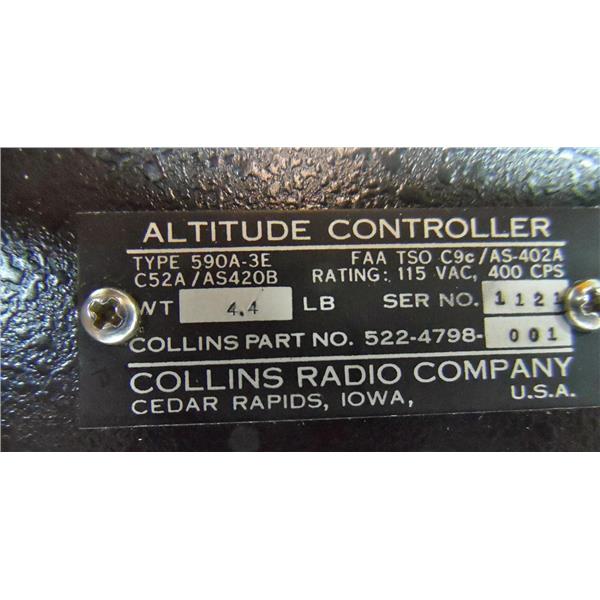 ALTITUDE CONTROLLER
TYPE 590A-3E FAA TSO C9c/AS-402A
C52A/AS420B RATING: 115 VAC, 400 CPS
WT 4.4 LB SER NO. 1121
COLLINS PART NO. 522-4798-001
COLLINS RADIO COMPANY
CEDAR RAPIDS, IOWA, U.S.A.